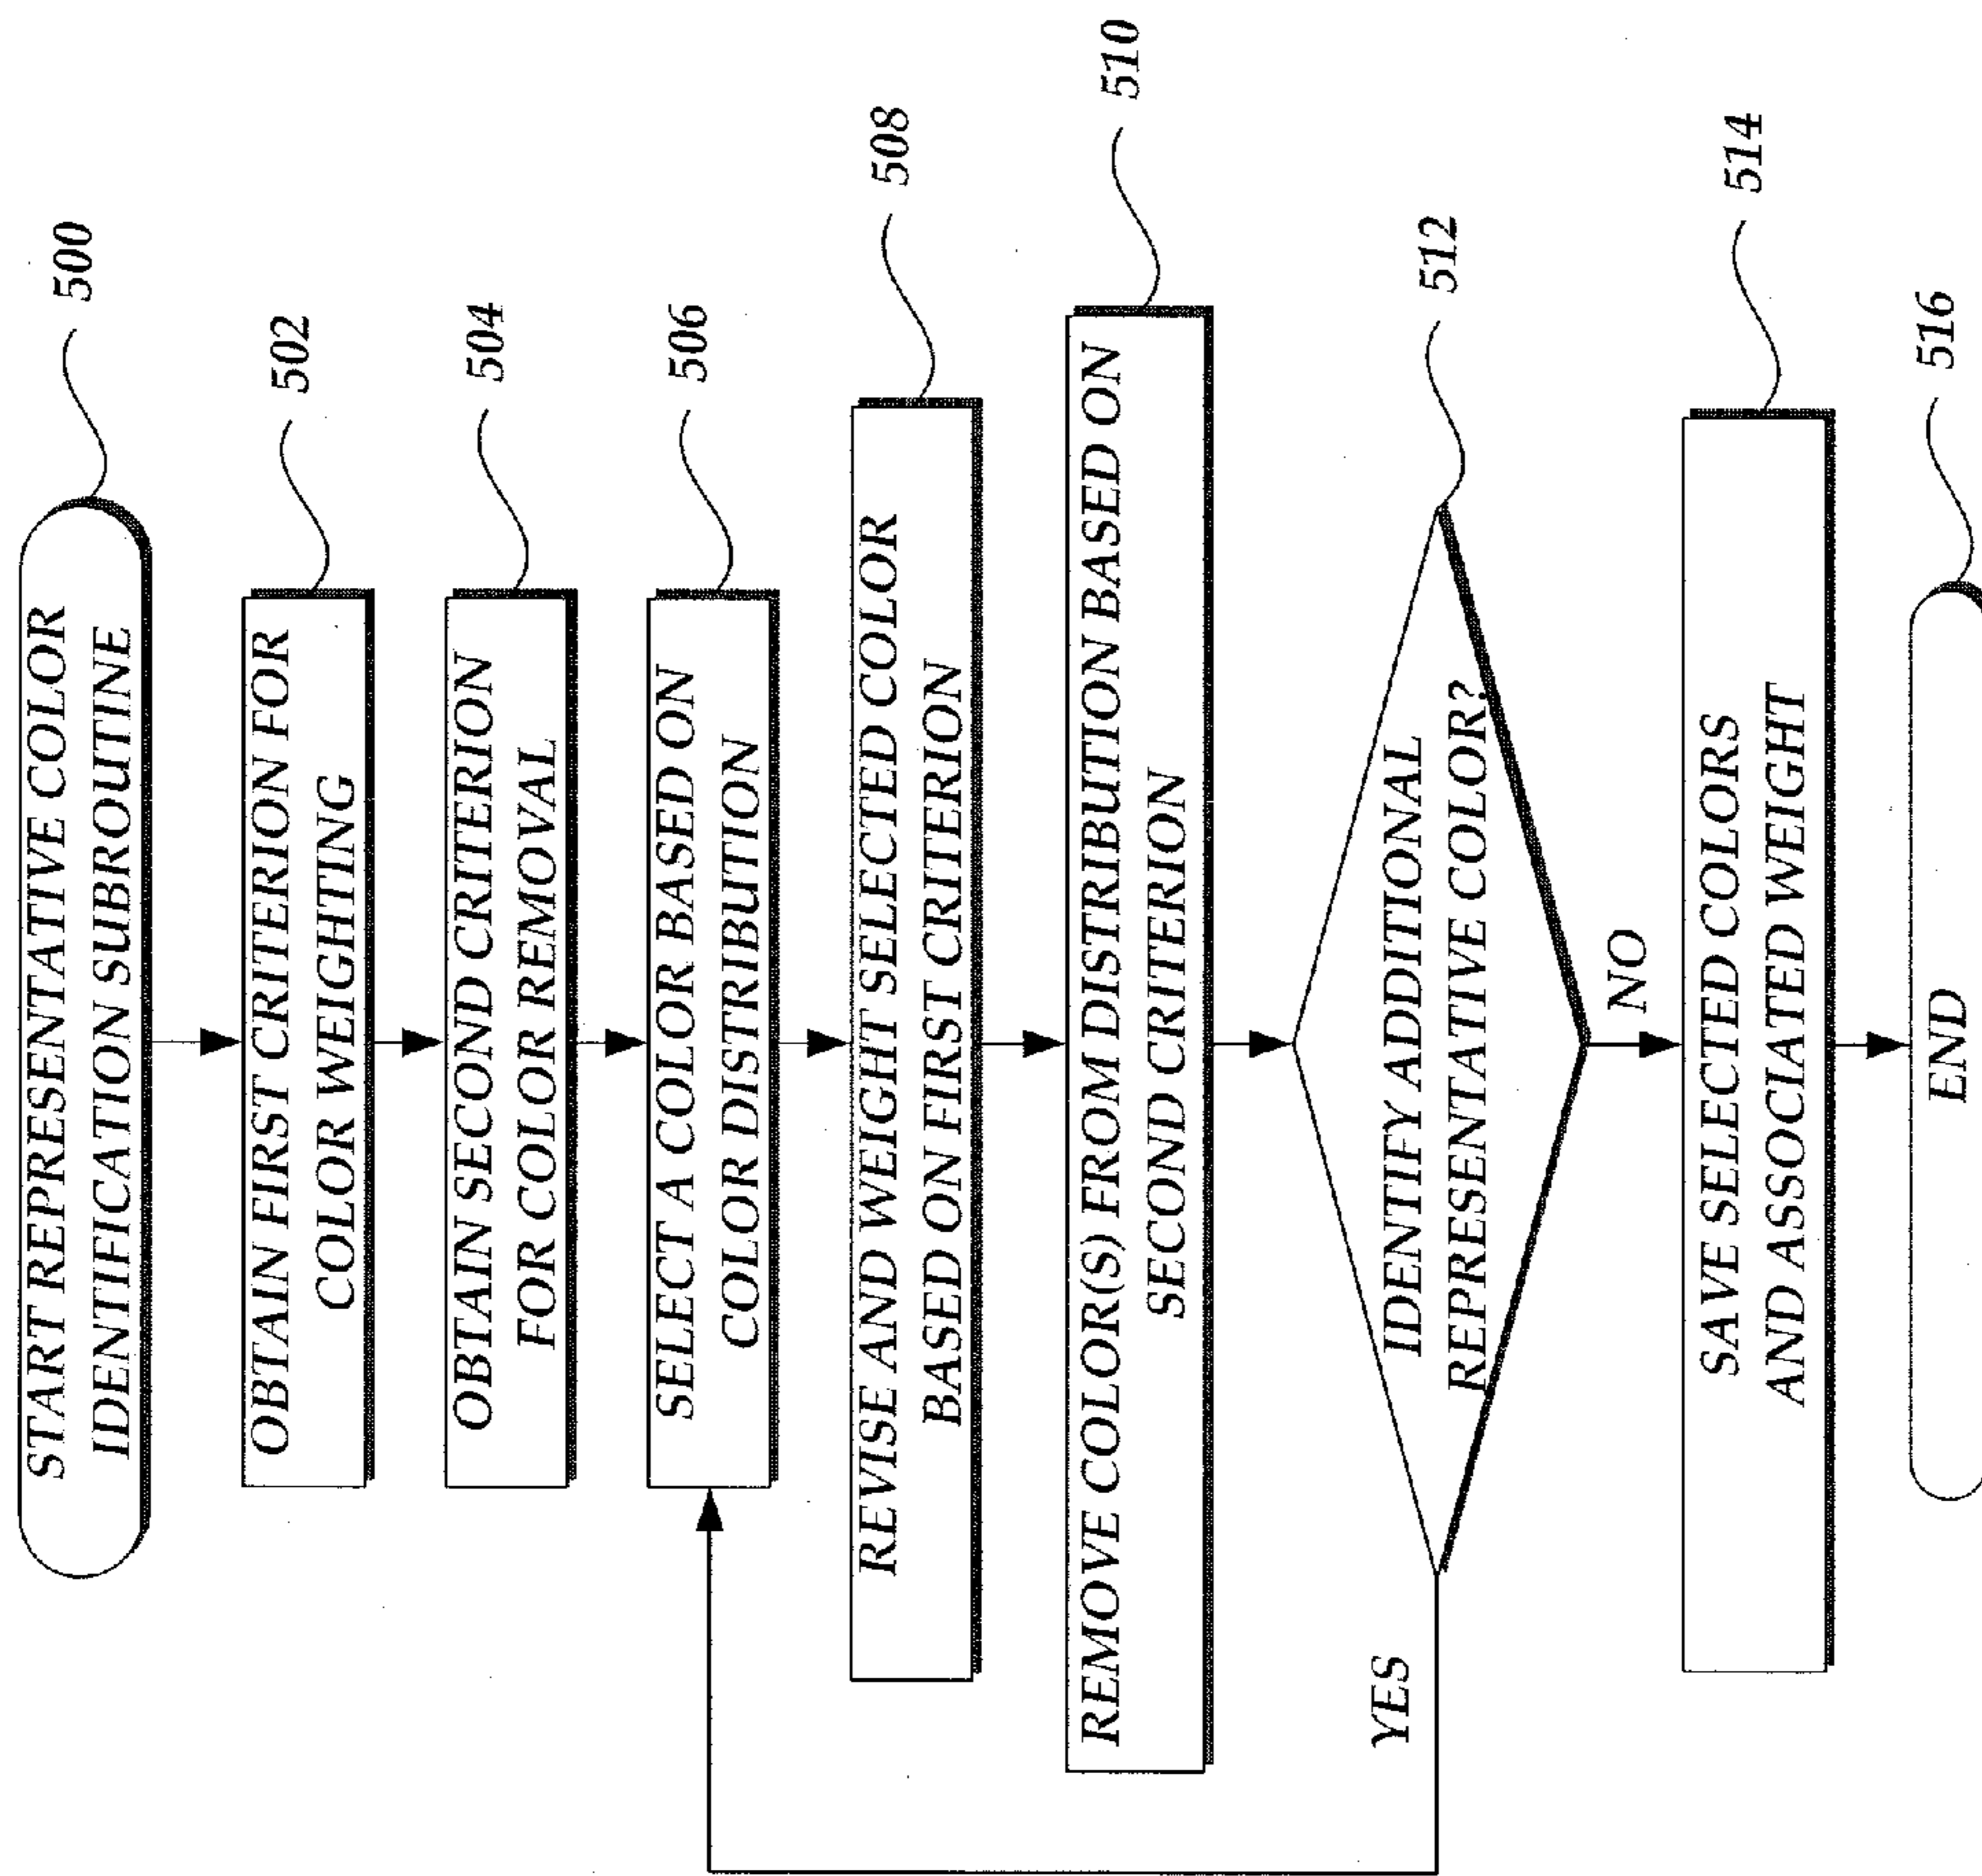 START REPRESENTATIVE COLOR
IDENTIFICATION SUBROUTINE
500
OBTAIN FIRST CRITERION FOR
COLOR WEIGHTING
502
OBTAIN SECOND CRITERION
FOR COLOR REMOVAL
504
SELECT A COLOR BASED ON
COLOR DISTRIBUTION
506
REVISE AND WEIGHT SELECTED COLOR
BASED ON FIRST CRITERION
508
REMOVE COLOR(S) FROM DISTRIBUTION BASED ON
SECOND CRITERION
510
YES
IDENTIFY ADDITIONAL
REPRESENTATIVE COLOR?
512
NO
SAVE SELECTED COLORS
AND ASSOCIATED WEIGHT
514
END
516